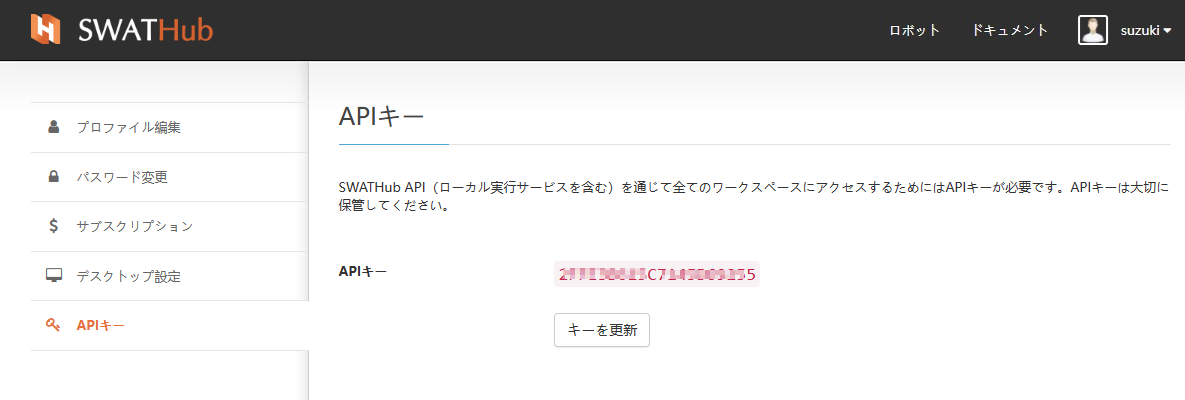 SWATHub
ロボット
ドキュメント
suzuki
プロファイル編集
パスワード変更
サブスクリプション
デスクトップ設定
APIキー
APIキー
SWATHub API（ローカル実行サービスを含む）を通じて全てのワークスペースにアクセスするためにはAPIキーが必要です。APIキーは大切に
保管してください。
APIキー
キーを更新